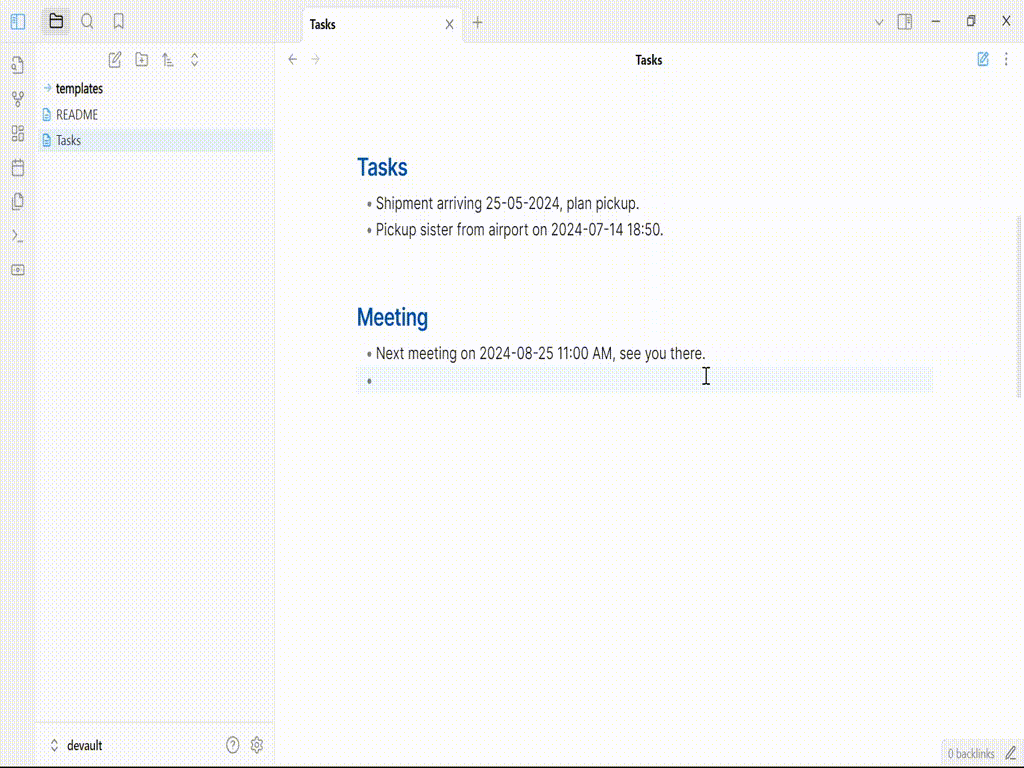 Tasks
Tasks
templates
README
Tasks
Tasks
Shipment arriving 25-05-2024, plan pickup.
Pickup sister from airport on 2024-07-14 18:50.
Meeting
Next meeting on 2024-08-25 11:00 AM, see you there.
devault
0 backlinks